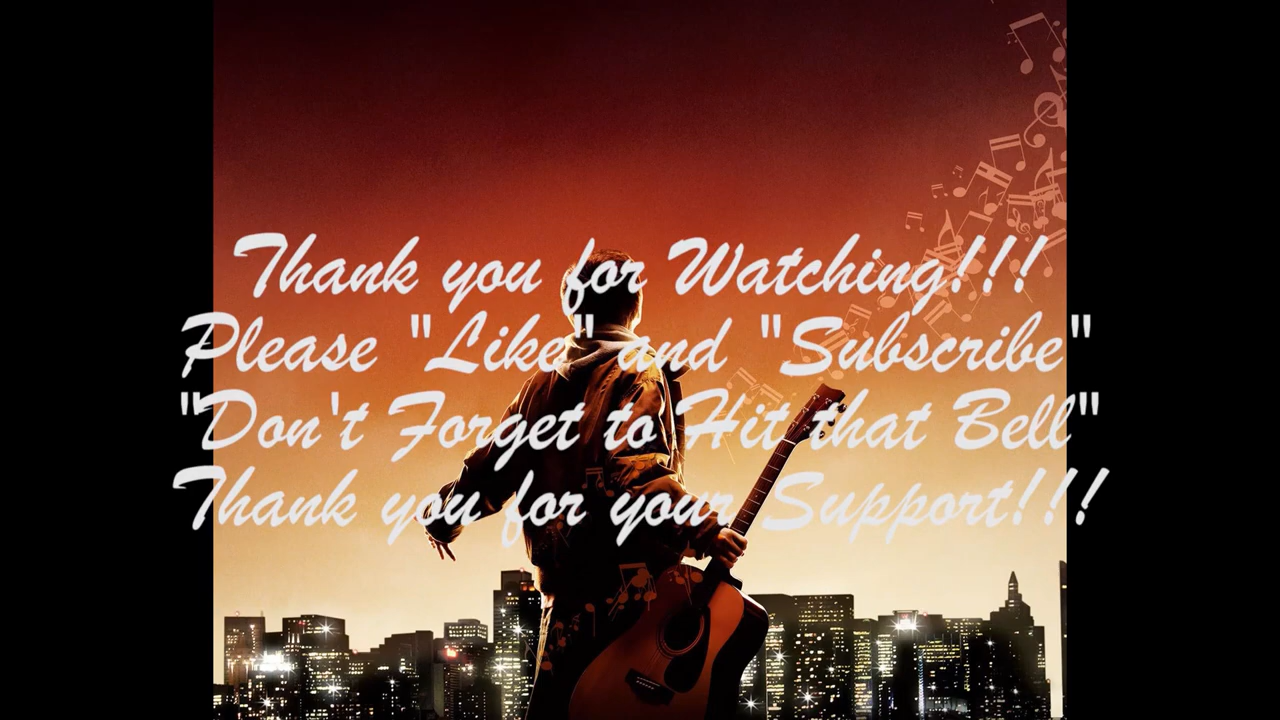 Thank you for Watching!!!
Please "Like" and "Subscribe"
"Don't Forget to Hit that Bell"
Thank you for your Support!!!